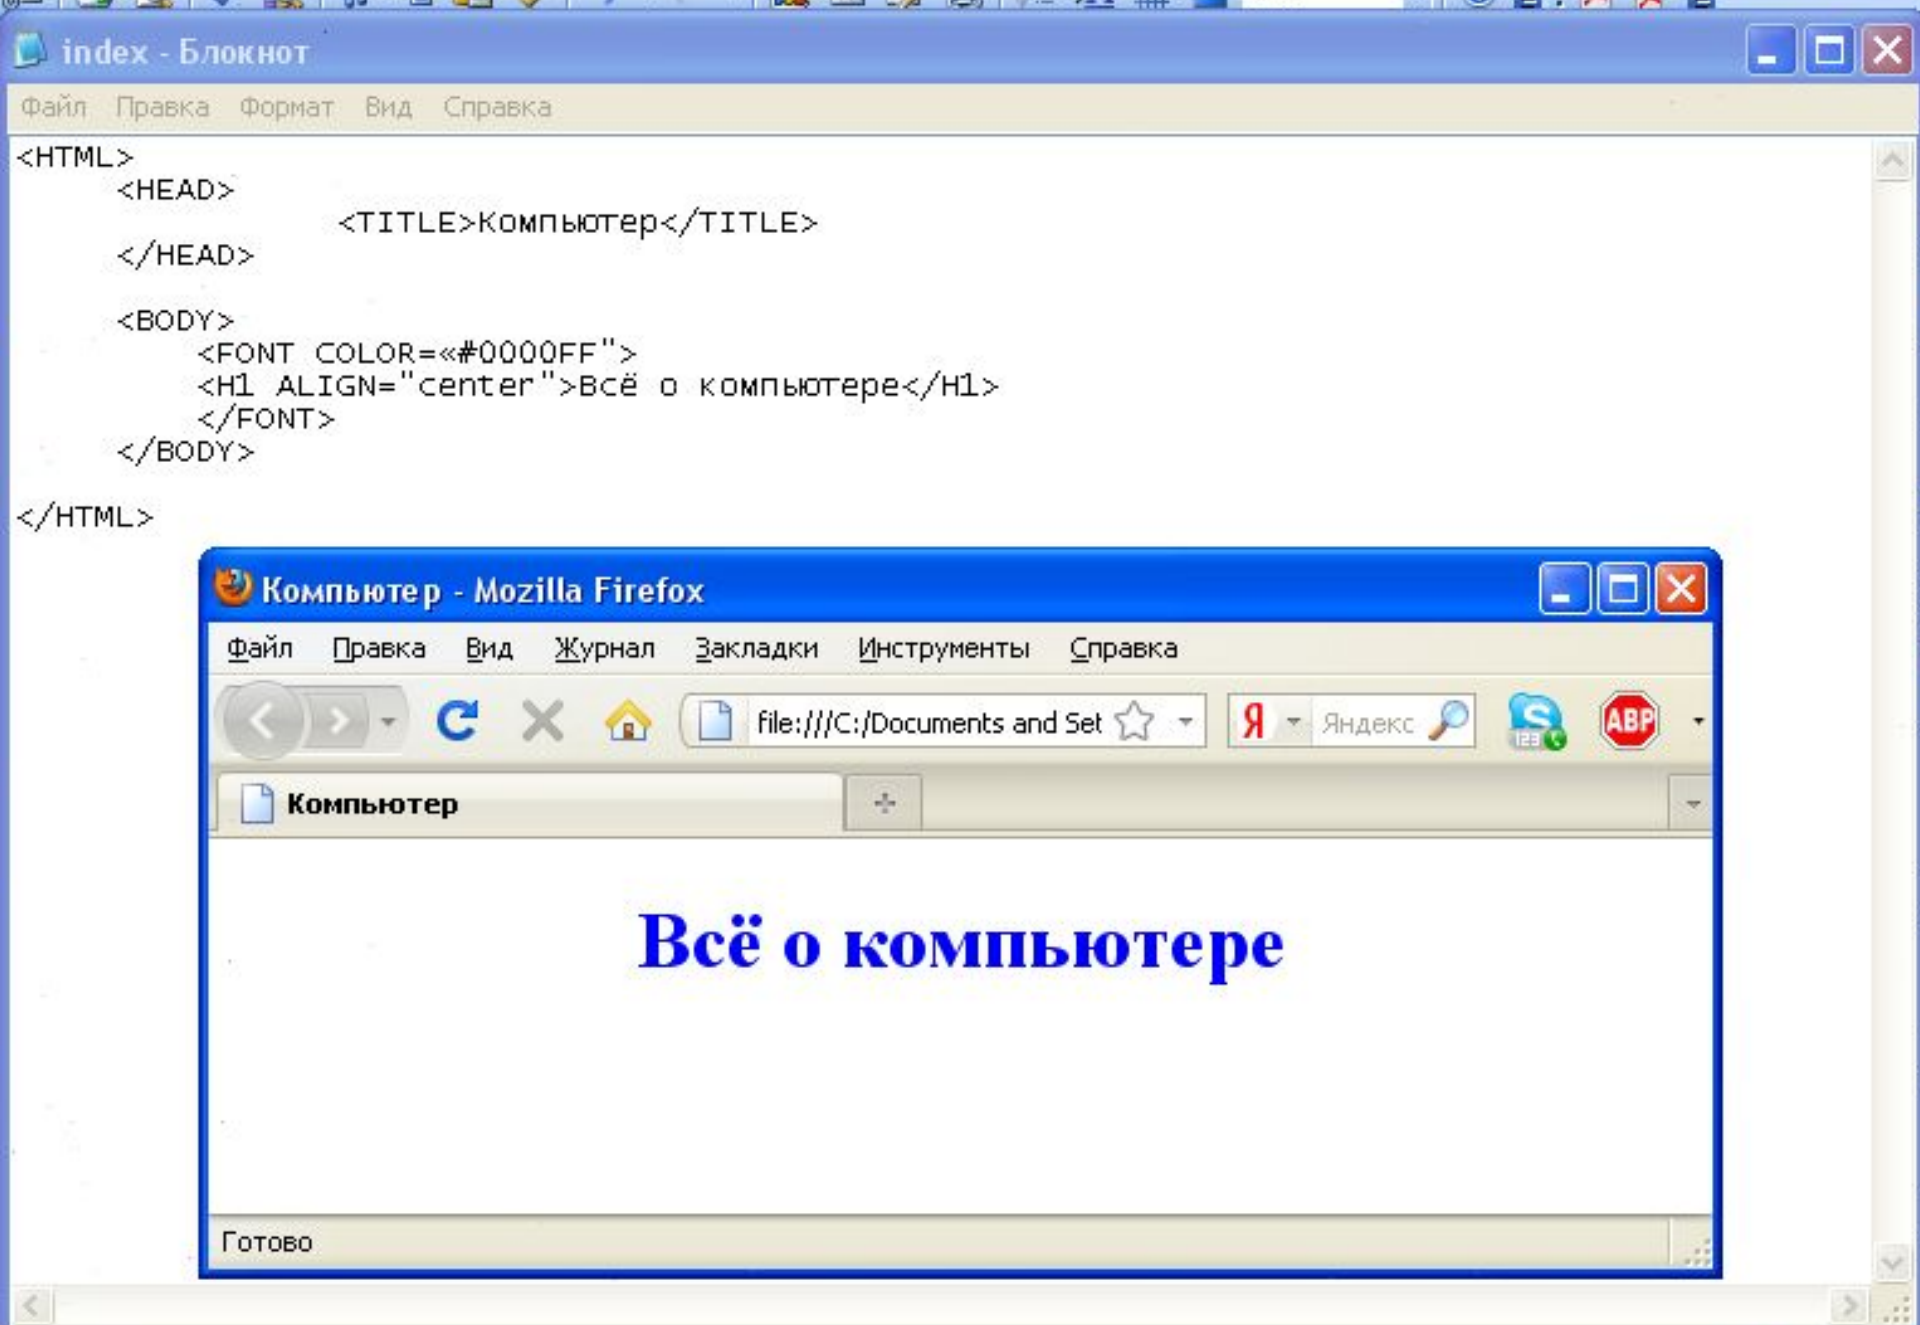 index - Блокнот
Файл Правка Формат Вид Справка
<HTML>
<HEAD>
<TITLE>Компьютер</TITLE>
</HEAD>
<BODY>
<FONT COLOR=«#0000FF">
<H1 ALIGN="center">Всё о компьютере</H1>
</FONT>
</BODY>
</HTML>
Компьютер - Mozilla Firefox
Файл Правка Вид Журнал Закладки Инструменты Справка
file:///C:/Documents and Set Я Яндекс S 123 ABP
Компьютер
Всё о компьютере
Готово